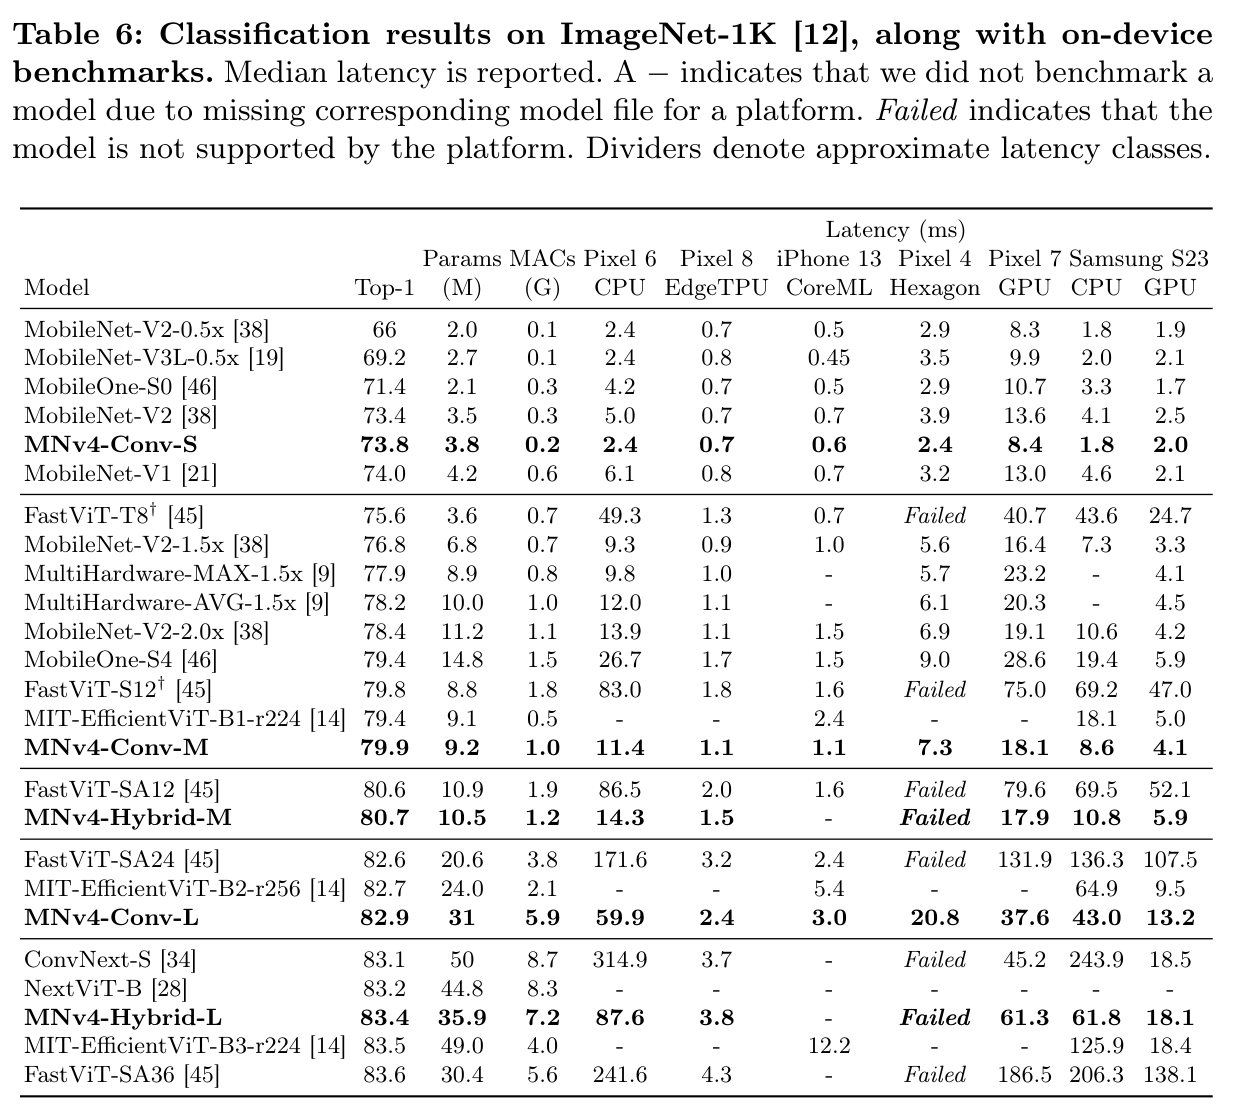 Table 6: Classification results on ImageNet-1K [12], along with on-device
benchmarks. Median latency is reported. A − indicates that we did not benchmark a
model due to missing corresponding model file for a platform. Failed indicates that the
model is not supported by the platform. Dividers denote approximate latency classes.
Latency (ms)
Params MACs Pixel 6 Pixel 8 iPhone 13 Pixel 4 Pixel 7 Samsung S23
Model Top-1 (M) (G) CPU EdgeTPU CoreML Hexagon GPU CPU GPU
MobileNet-V2-0.5x [38] 66 2.0 0.1 2.4 0.7 0.5 2.9 8.3 1.8 1.9
MobileNet-V3L-0.5x [19] 69.2 2.7 0.1 2.4 0.8 0.45 3.5 9.9 2.0 2.1
MobileOne-S0 [46] 71.4 2.1 0.3 4.2 0.7 0.5 2.9 10.7 3.3 1.7
MobileNet-V2 [38] 73.4 3.5 0.3 5.0 0.7 0.7 3.9 13.6 4.1 2.5
MNv4-Conv-S 73.8 3.8 0.2 2.4 0.7 0.6 2.4 8.4 1.8 2.0
MobileNet-V1 [21] 74.0 4.2 0.6 6.1 0.8 0.7 3.2 13.0 4.6 2.1
FastViT-T8† [45] 75.6 3.6 0.7 49.3 1.3 0.7 Failed 40.7 43.6 24.7
MobileNet-V2-1.5x [38] 76.8 6.8 0.7 9.3 0.9 1.0 5.6 16.4 7.3 3.3
MultiHardware-MAX-1.5x [9] 77.9 8.9 0.8 9.8 1.0 - 5.7 23.2 - 4.1
MultiHardware-AVG-1.5x [9] 78.2 10.0 1.0 12.0 1.1 - 6.1 20.3 - 4.5
MobileNet-V2-2.0x [38] 78.4 11.2 1.1 13.9 1.1 1.5 6.9 19.1 10.6 4.2
MobileOne-S4 [46] 79.4 14.8 1.5 26.7 1.7 1.5 9.0 28.6 19.4 5.9
FastViT-S12† [45] 79.8 8.8 1.8 83.0 1.8 1.6 Failed 75.0 69.2 47.0
MIT-EfficientViT-B1-r224 [14] 79.4 9.1 0.5 - - 2.4 - - 18.1 5.0
MNv4-Conv-M 79.9 9.2 1.0 11.4 1.1 1.1 7.3 18.1 8.6 4.1
FastViT-SA12 [45] 80.6 10.9 1.9 86.5 2.0 1.6 Failed 79.6 69.5 52.1
MNv4-Hybrid-M 80.7 10.5 1.2 14.3 1.5 - Failed 17.9 10.8 5.9
FastViT-SA24 [45] 82.6 20.6 3.8 171.6 3.2 2.4 Failed 131.9 136.3 107.5
MIT-EfficientViT-B2-r256 [14] 82.7 24.0 2.1 - - 5.4 - - 64.9 9.5
MNv4-Conv-L 82.9 31 5.9 59.9 2.4 3.0 20.8 37.6 43.0 13.2
ConvNext-S [34] 83.1 50 8.7 314.9 3.7 - Failed 45.2 243.9 18.5
NextViT-B [28] 83.2 44.8 8.3 - - - - - - -
MNv4-Hybrid-L 83.4 35.9 7.2 87.6 3.8 - Failed 61.3 61.8 18.1
MIT-EfficientViT-B3-r224 [14] 83.5 49.0 4.0 - - 12.2 - - 125.9 18.4
FastViT-SA36 [45] 83.6 30.4 5.6 241.6 4.3 - Failed 186.5 206.3 138.1